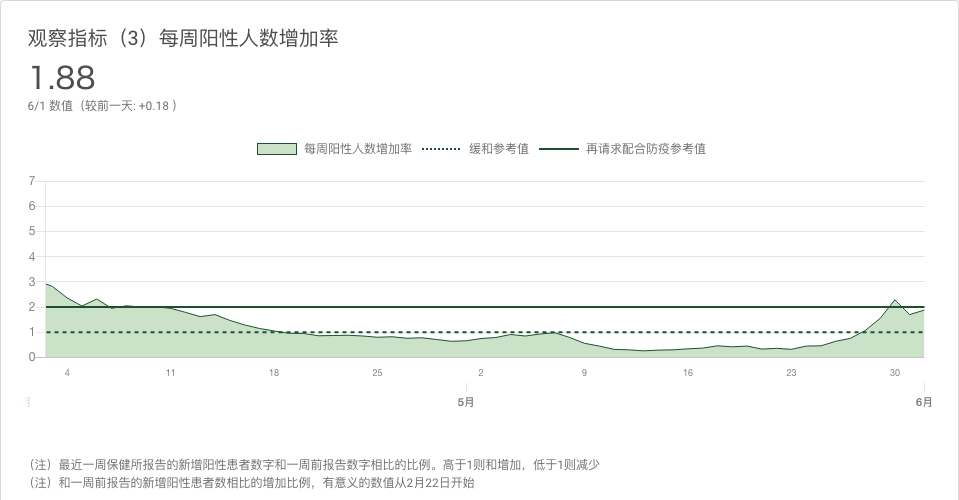 观察指标（3）每周阳性人数增加率
1.88
6/1 数值（较前一天: +0.18 ）
每周阳性人数增加率 缓和参考值 再请求配合防疫参考值
7
6
5
4
3
2
1
0
4 11 18 25 2 9 16 23 30
5月 6月
（注）最近一周保健所报告的新增阳性患者数字和一周前报告数字相比的比例。高于1则和增加，低于1则减少
（注）和一周前报告的新增阳性患者数相比的增加比例，有意义的数值从2月22日开始